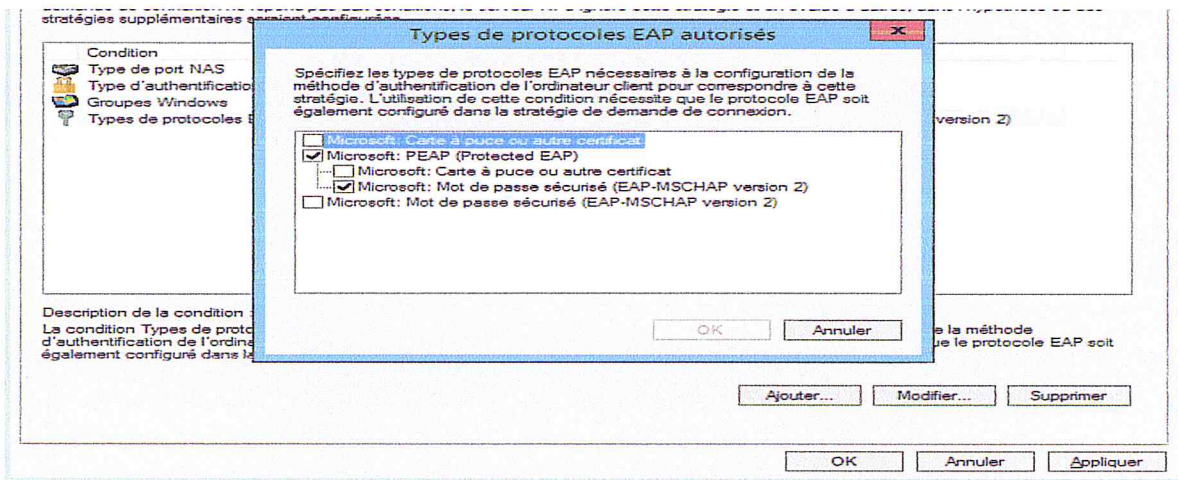 stratégies supplémentaires seraient configurées.
Types de protocoles EAP autorisés
Condition
Type de port NAS
Type d'authentificatio
Groupes Windows
Types de protocoles E
version 2)
Spécifiez les types de protocoles EAP nécessaires à la configuration de la
méthode d'authentification de l'ordinateur client pour correspondre à cette
stratégie. L'utilisation de cette condition nécessite que le protocole EAP soit
également configuré dans la stratégie de demande de connexion.
Microsoft: Carte à puce ou autre certificat
Microsoft: PEAP (Protected EAP)
Microsoft: Carte à puce ou autre certificat
Microsoft: Mot de passe sécurisé (EAP-MSCHAP version 2)
Microsoft: Mot de passe sécurisé (EAP-MSCHAP version 2)
OK
Annuler
Description de la condition :
La condition Types de proto
e la méthode
d'authentification de l'ordina
ue le protocole EAP soit
également configuré dans la
Ajouter...
Modifier...
Supprimer
OK
Annuler
Appliquer